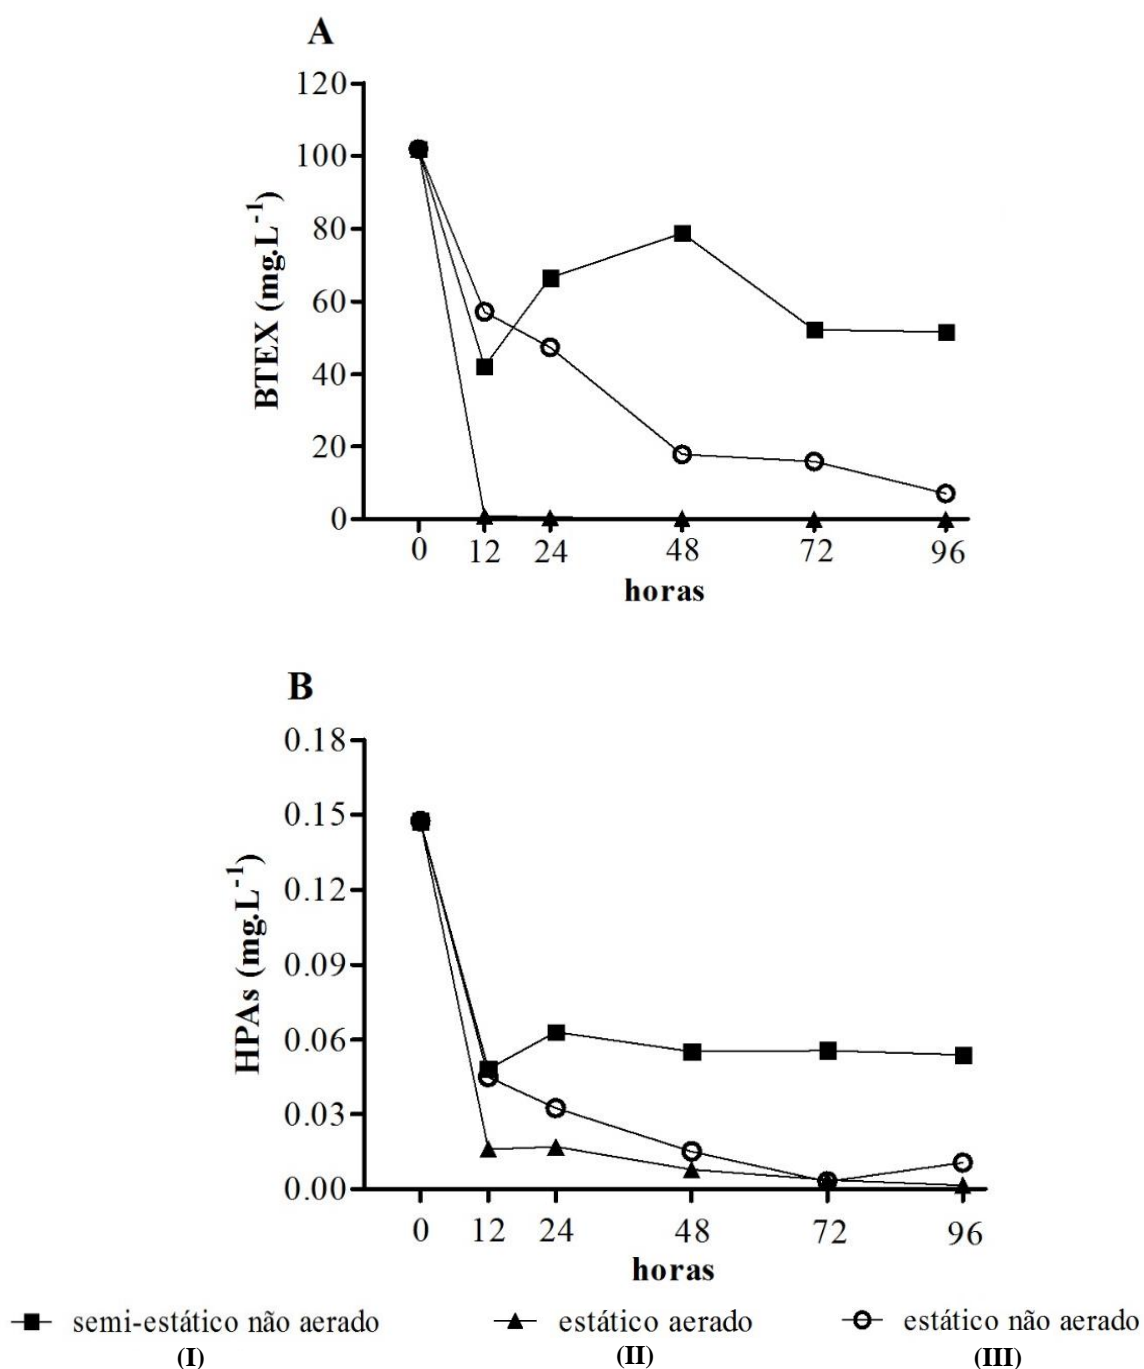 A
120
100
80
60
40
20
0
BTEX (mg.L⁻¹)
0 12 24 48 72 96
horas
B
0.18
0.15
0.12
0.09
0.06
0.03
0.00
HPAs (mg.L⁻¹)
0 12 24 48 72 96
horas
semi-estático não aerado estático aerado estático não aerado
(I) (II) (III)